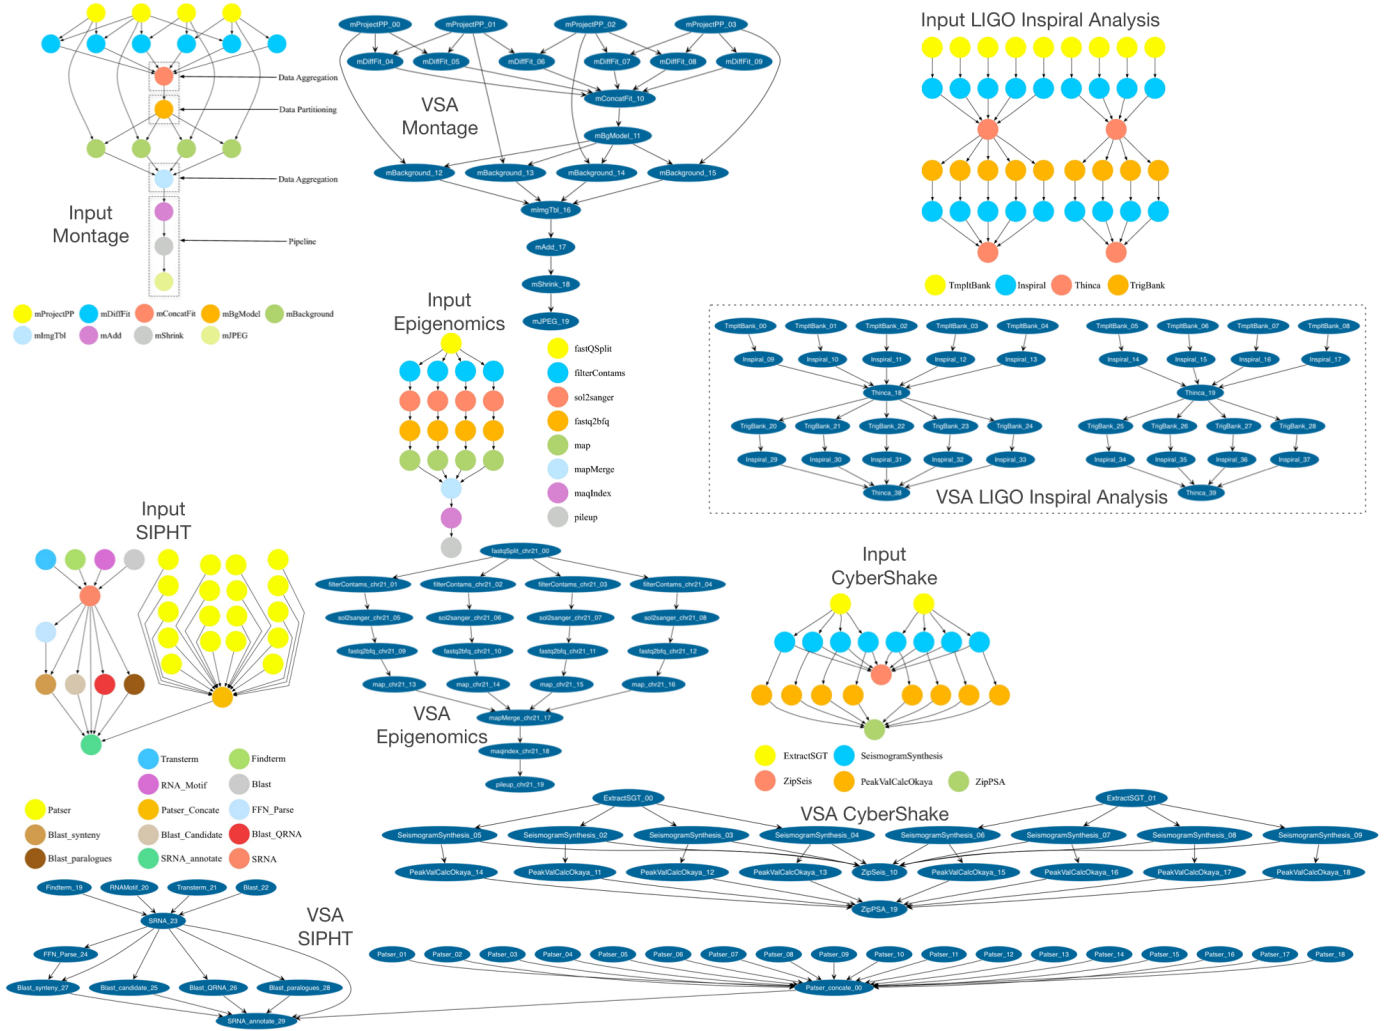 Data Aggregation
Data Partitioning
Data Aggregation
Input
Montage
Pipeline
mProjectPP
mDiffFit
mConcatFit
mBgModel
mBackground
mImgTbl
mAdd
mShrink
mJPEG
mProjectPP_00
mProjectPP_01
mProjectPP_02
mProjectPP_03
mDiffFit_04
mDiffFit_05
mDiffFit_06
mDiffFit_07
mDiffFit_08
mDiffFit_09
VSA
Montage
mConcatFit_10
mBgModel_11
mBackground_12
mBackground_13
mBackground_14
mBackground_15
mImgTbl_16
mAdd_17
mShrink_18
mJPEG_19
Input LIGO Inspiral Analysis
TmpltBank
Inspiral
Thinca
TrigBank
TmpltBank_00
TmpltBank_01
TmpltBank_02
TmpltBank_03
TmpltBank_04
TmpltBank_05
TmpltBank_06
TmpltBank_07
TmpltBank_08
Inspiral_09
Inspiral_10
Inspiral_11
Inspiral_12
Inspiral_13
Inspiral_14
Inspiral_15
Inspiral_16
Inspiral_17
Thinca_18
Thinca_19
TrigBank_20
TrigBank_21
TrigBank_22
TrigBank_23
TrigBank_24
TrigBank_25
TrigBank_26
TrigBank_27
TrigBank_28
Inspiral_29
Inspiral_30
Inspiral_31
Inspiral_32
Inspiral_33
Inspiral_34
Inspiral_35
Inspiral_36
Inspiral_37
Thinca_38
Thinca_39
VSA LIGO Inspiral Analysis
Input
Epigenomics
fastQSplit
filterContams
sol2sanger
fastq2bfq
map
mapMerge
maqIndex
pileup
fastqSplit_chr21_00
filterContams_chr21_01
filterContams_chr21_02
filterContams_chr21_03
filterContams_chr21_04
sol2sanger_chr21_05
sol2sanger_chr21_06
sol2sanger_chr21_07
sol2sanger_chr21_08
fastq2bfq_chr21_09
fastq2bfq_chr21_10
fastq2bfq_chr21_11
fastq2bfq_chr21_12
map_chr21_13
map_chr21_14
map_chr21_15
map_chr21_16
VSA
Epigenomics
mapMerge_chr21_17
maqindex_chr21_18
pileup_chr21_19
Input
SIPHT
Transterm
Findterm
RNA_Motif
Blast
Patser
Patser_Concate
FFN_Parse
Blast_synteny
Blast_Candidate
Blast_QRNA
Blast_paralogues
SRNA_annotate
SRNA
Input
CyberShake
ExtractSGT
SeismogramSynthesis
ZipSeis
PeakValCalcOkaya
ZipPSA
VSA CyberShake
ExtractSGT_00
ExtractSGT_01
SeismogramSynthesis_05
SeismogramSynthesis_02
SeismogramSynthesis_03
SeismogramSynthesis_04
SeismogramSynthesis_06
SeismogramSynthesis_07
SeismogramSynthesis_08
SeismogramSynthesis_09
PeakValCalcOkaya_14
PeakValCalcOkaya_11
PeakValCalcOkaya_12
PeakValCalcOkaya_13
ZipSeis_10
PeakValCalcOkaya_15
PeakValCalcOkaya_16
PeakValCalcOkaya_17
PeakValCalcOkaya_18
ZipPSA_19
VSA
SIPHT
Findterm_19
RNAMotif_20
Transterm_21
Blast_22
SRNA_23
FFN_Parse_24
Blast_synteny_27
Blast_candidate_25
Blast_QRNA_26
Blast_paralogues_28
SRNA_annotate_29
Patser_01
Patser_02
Patser_03
Patser_04
Patser_05
Patser_06
Patser_07
Patser_08
Patser_09
Patser_10
Patser_11
Patser_12
Patser_13
Patser_14
Patser_15
Patser_16
Patser_17
Patser_18
Patser_concate_00